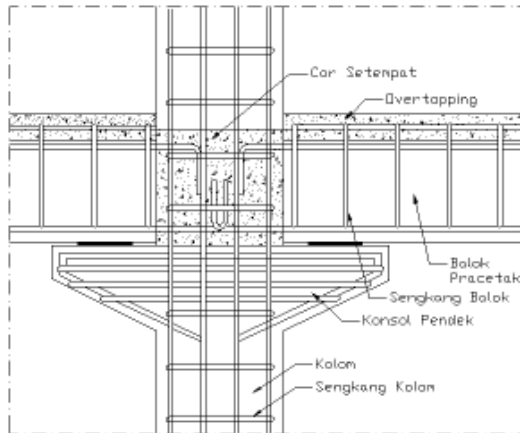 Cor Setempat
Overtopping
Balok
Pracetak
Sengkang Balok
Konsol Pendek
Kolom
Sengkang Kolom